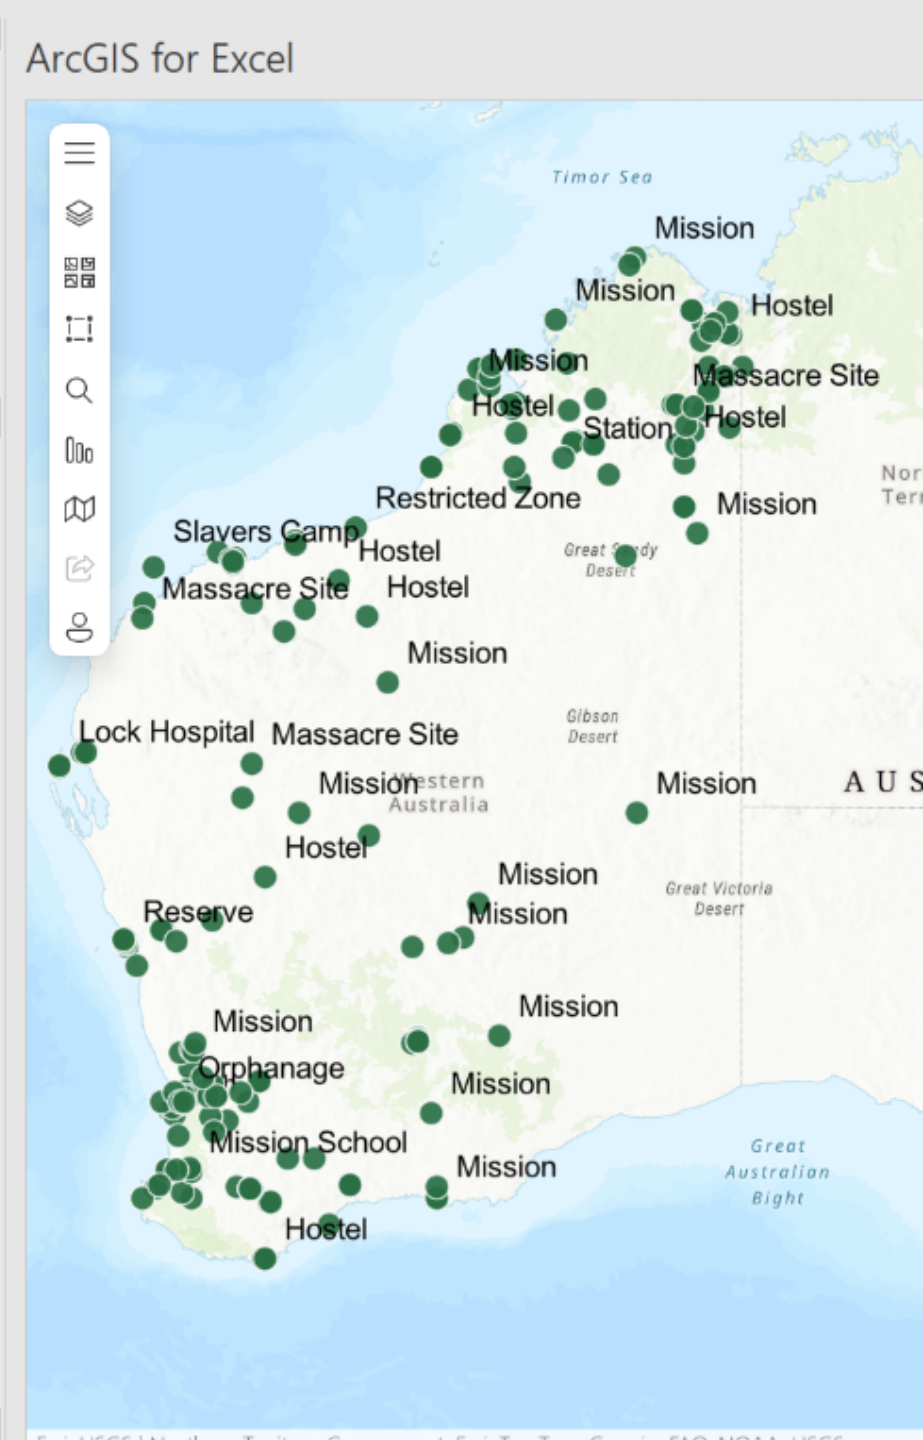 ArcGIS for Excel
Timor Sea
Mission
Mission
Hostel
Mission
Massacre Site
Hostel
Hostel
Station
Restricted Zone
Mission
Slavers Camp
Hostel
Great Sandy
Desert
Massacre Site
Hostel
Mission
Gibson
Desert
Lock Hospital
Massacre Site
Mission
Western
Australia
Mission
AUS
Hostel
Mission
Great Victoria
Desert
Reserve
Mission
Mission
Mission
Orphanage
Mission
Mission School
Mission
Great
Australian
Bight
Hostel